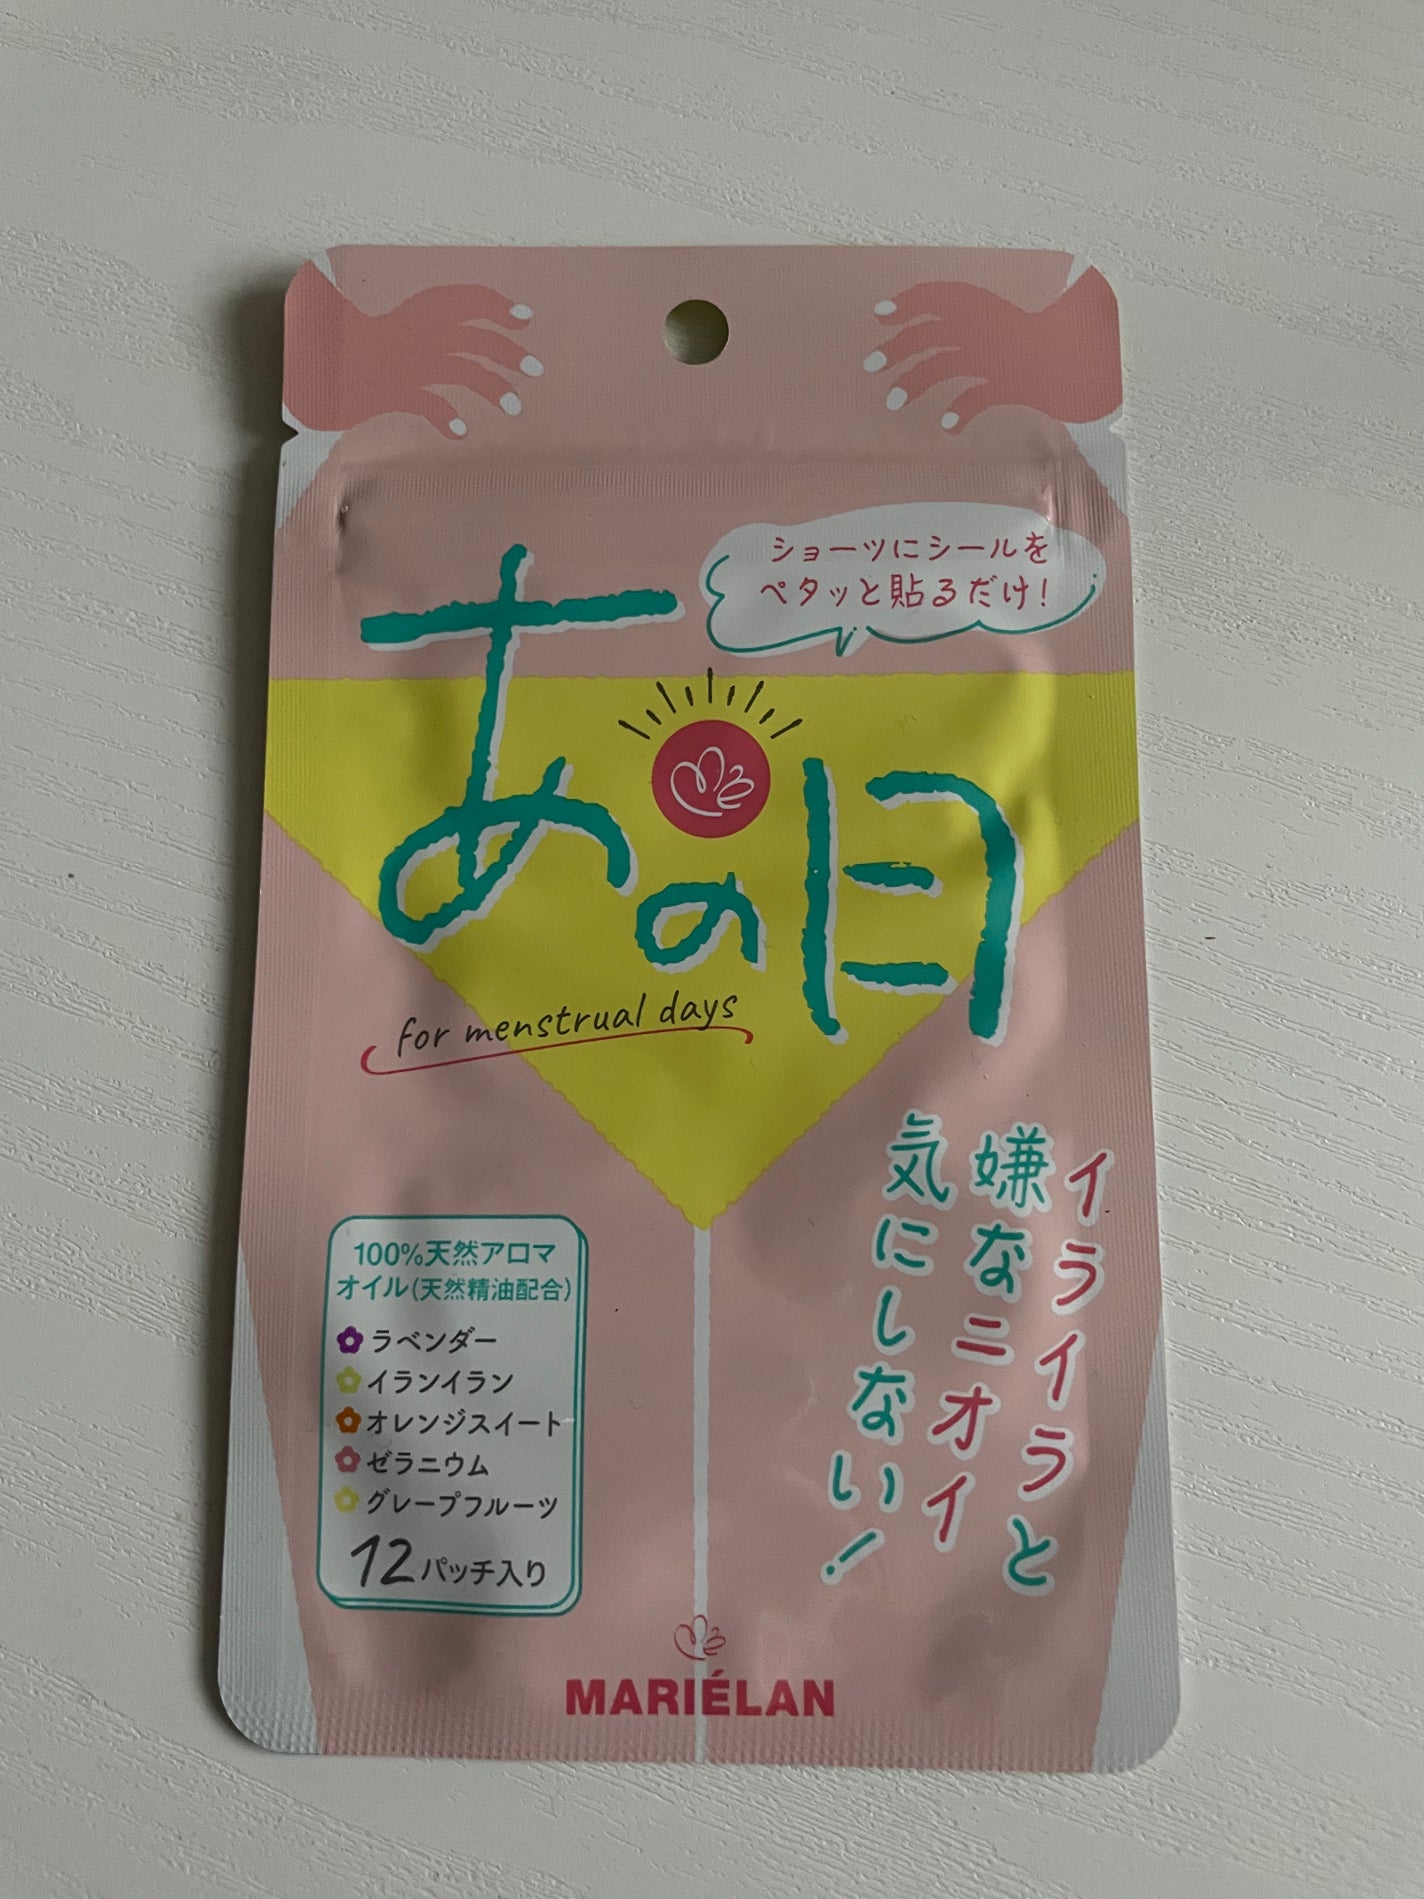 ショーツにシールを
ペタッと貼るだけ!
あの日
for menstrual days
イライラと
嫌なニオイ
気にしない!
100%天然アロマ
オイル(天然精油配合)
ラベンダー
イランイラン
オレンジスイート
ゼラニウム
グレープフルーツ
12パッチ入り
MARIÉLAN